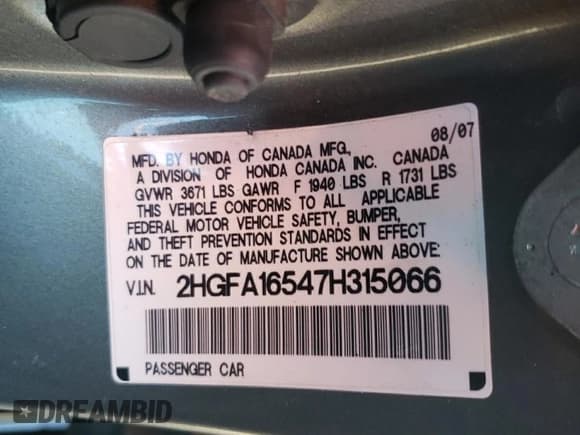 08/07
MFD. BY HONDA OF CANADA MFG.,
A DIVISION OF HONDA CANADA INC. CANADA
GVWR 3671 LBS GAWR F 1940 LBS R 1731 LBS
THIS VEHICLE CONFORMS TO ALL APPLICABLE
FEDERAL MOTOR VEHICLE SAFETY, BUMPER,
AND THEFT PREVENTION STANDARDS IN EFFECT
ON THE DATE OF MANUFACTURE SHOWN ABOVE.
V.I.N. 2HGFA16547H315066
PASSENGER CAR
DREAMBID